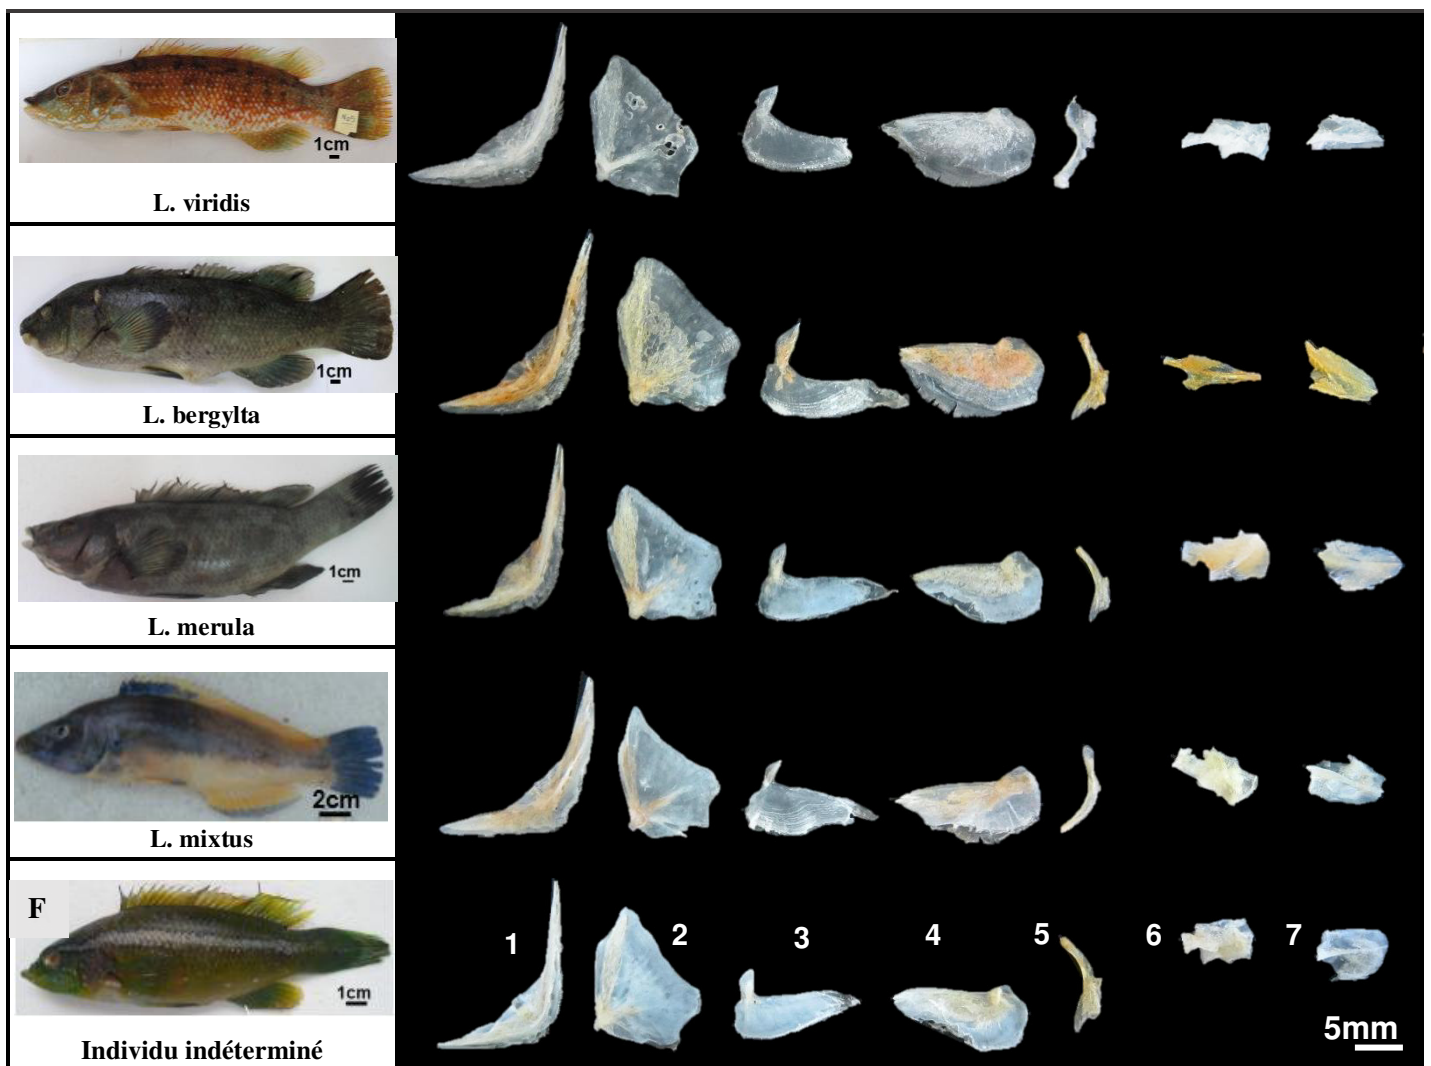 1cm
L. viridis
1cm
L. bergylta
1cm
L. merula
2cm
L. mixtus
F
1 2 3 4 5 6 7
1cm
5mm
Individu indéterminé